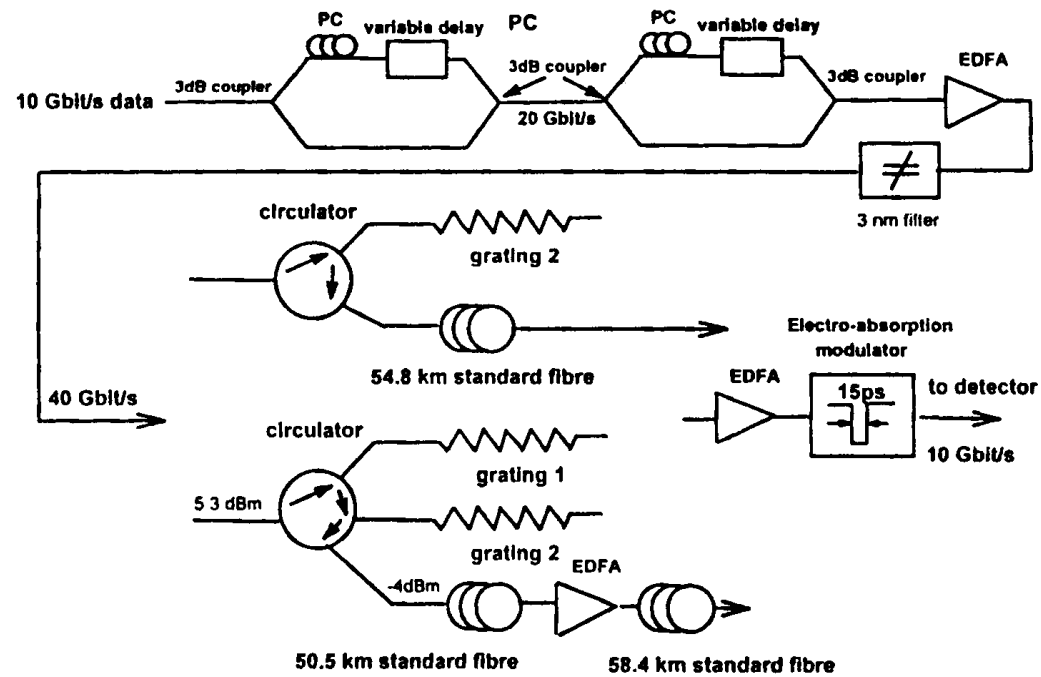 PC
variable delay
PC
PC
variable delay
3dB coupler
3dB coupler
3dB coupler
EDFA
10 Gbit/s data
20 Gbit/s
3 nm filter
circulator
grating 2
54.8 km standard fibre
Electro-absorption
modulator
EDFA
15ps
to detector
10 Gbit/s
40 Gbit/s
circulator
grating 1
5 3 dBm
grating 2
EDFA
-4dBm
50.5 km standard fibre
58.4 km standard fibre